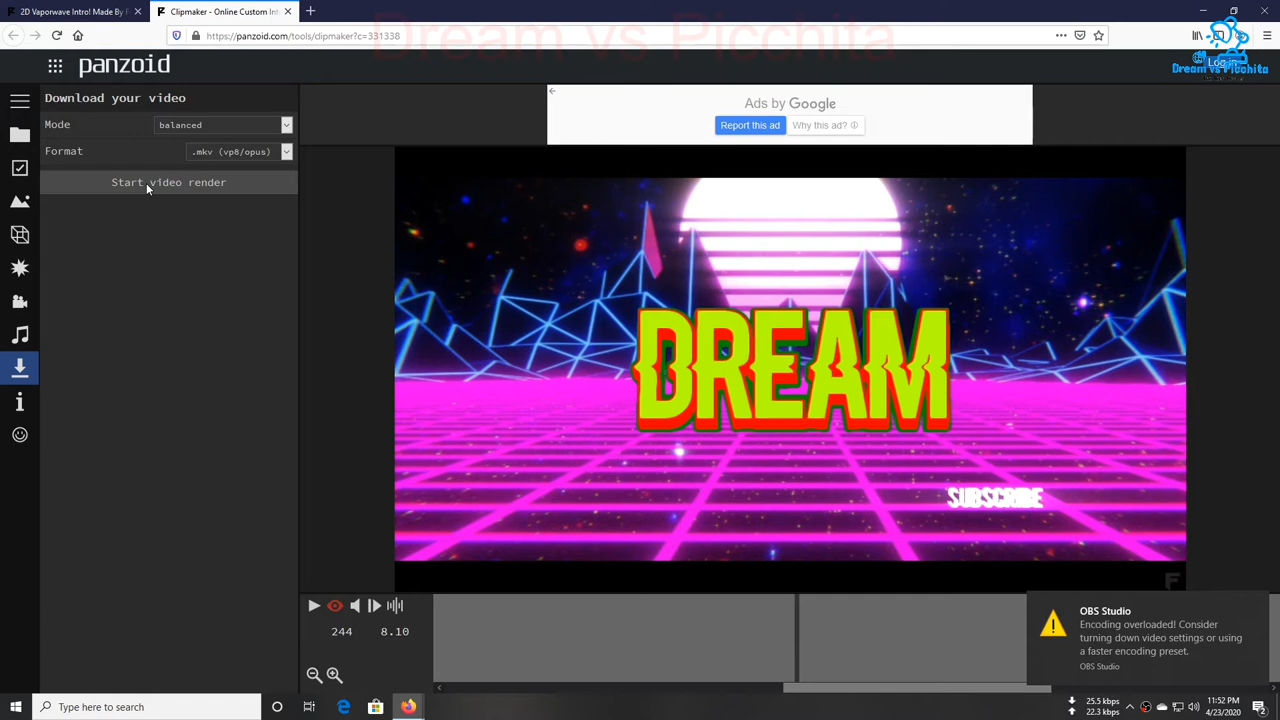 2D Vaporwave Intro! Made By F
Clipmaker - Online Custom Int
https://panzoid.com/tools/clipmaker?c=331338
Dream vs Picchita
panzoid
Log in
Dream vs Picchita
Download your video
Mode
balanced
Format
.mkv (vp8/opus)
Start video render
Ads by Google
Report this ad
Why this ad?
DREAM
SUBSCRIBE
244
8.10
OBS Studio
Encoding overloaded! Consider
turning down video settings or using
a faster encoding preset.
OBS Studio
Type here to search
25.5 kbps
22.3 kbps
11:52 PM
4/23/2020
2